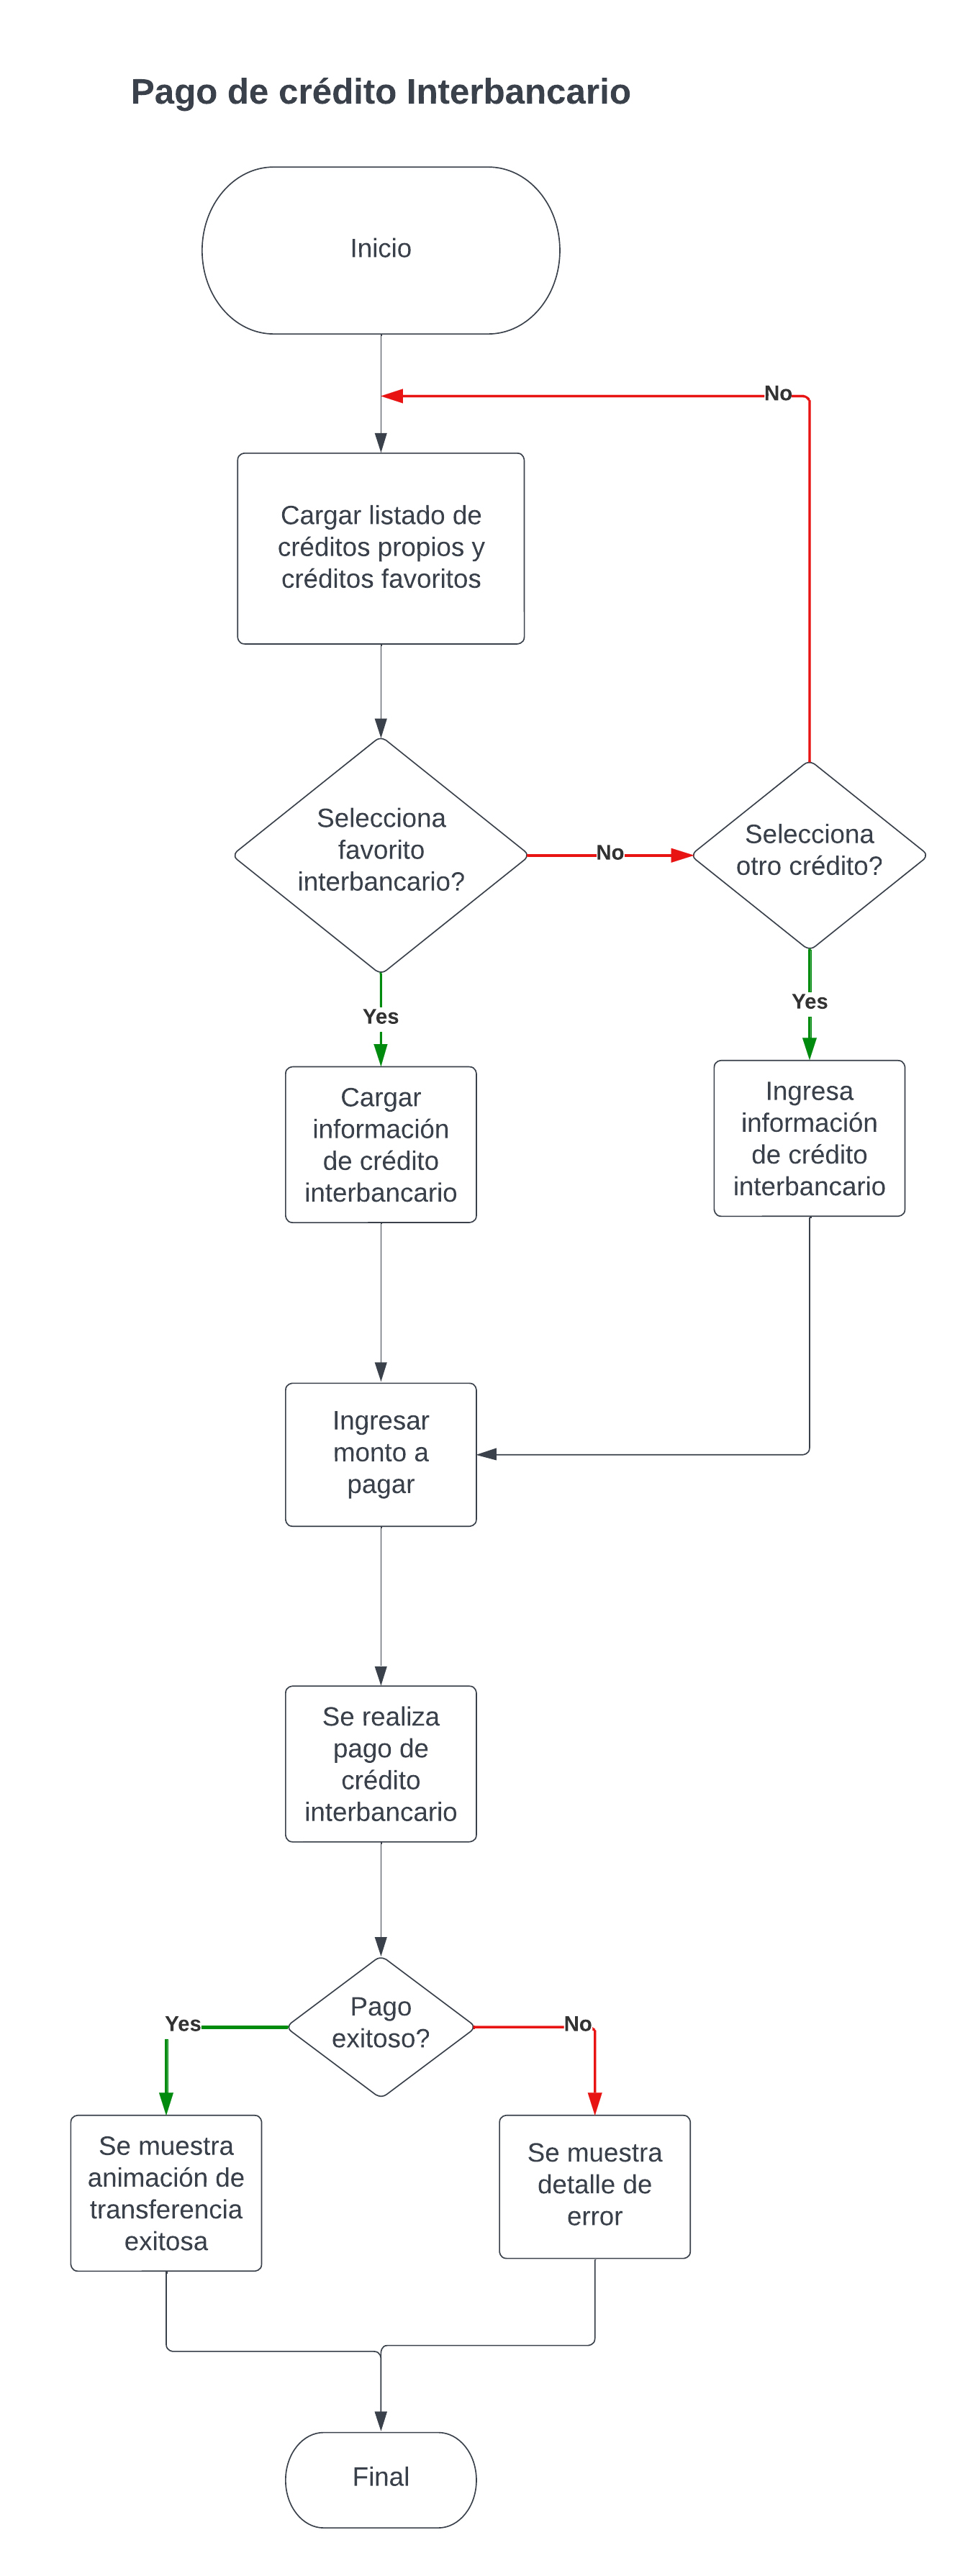 Pago de crédito Interbancario
Inicio
No
Cargar listado de
créditos propios y
créditos favoritos
Selecciona
favorito
interbancario?
No
Selecciona
otro crédito?
Yes
Yes
Cargar
información
de crédito
interbancario
Ingresa
información
de crédito
interbancario
Ingresar
monto a
pagar
Se realiza
pago de
crédito
interbancario
Pago
exitoso?
Yes
No
Se muestra
animación de
transferencia
exitosa
Se muestra
detalle de
error
Final